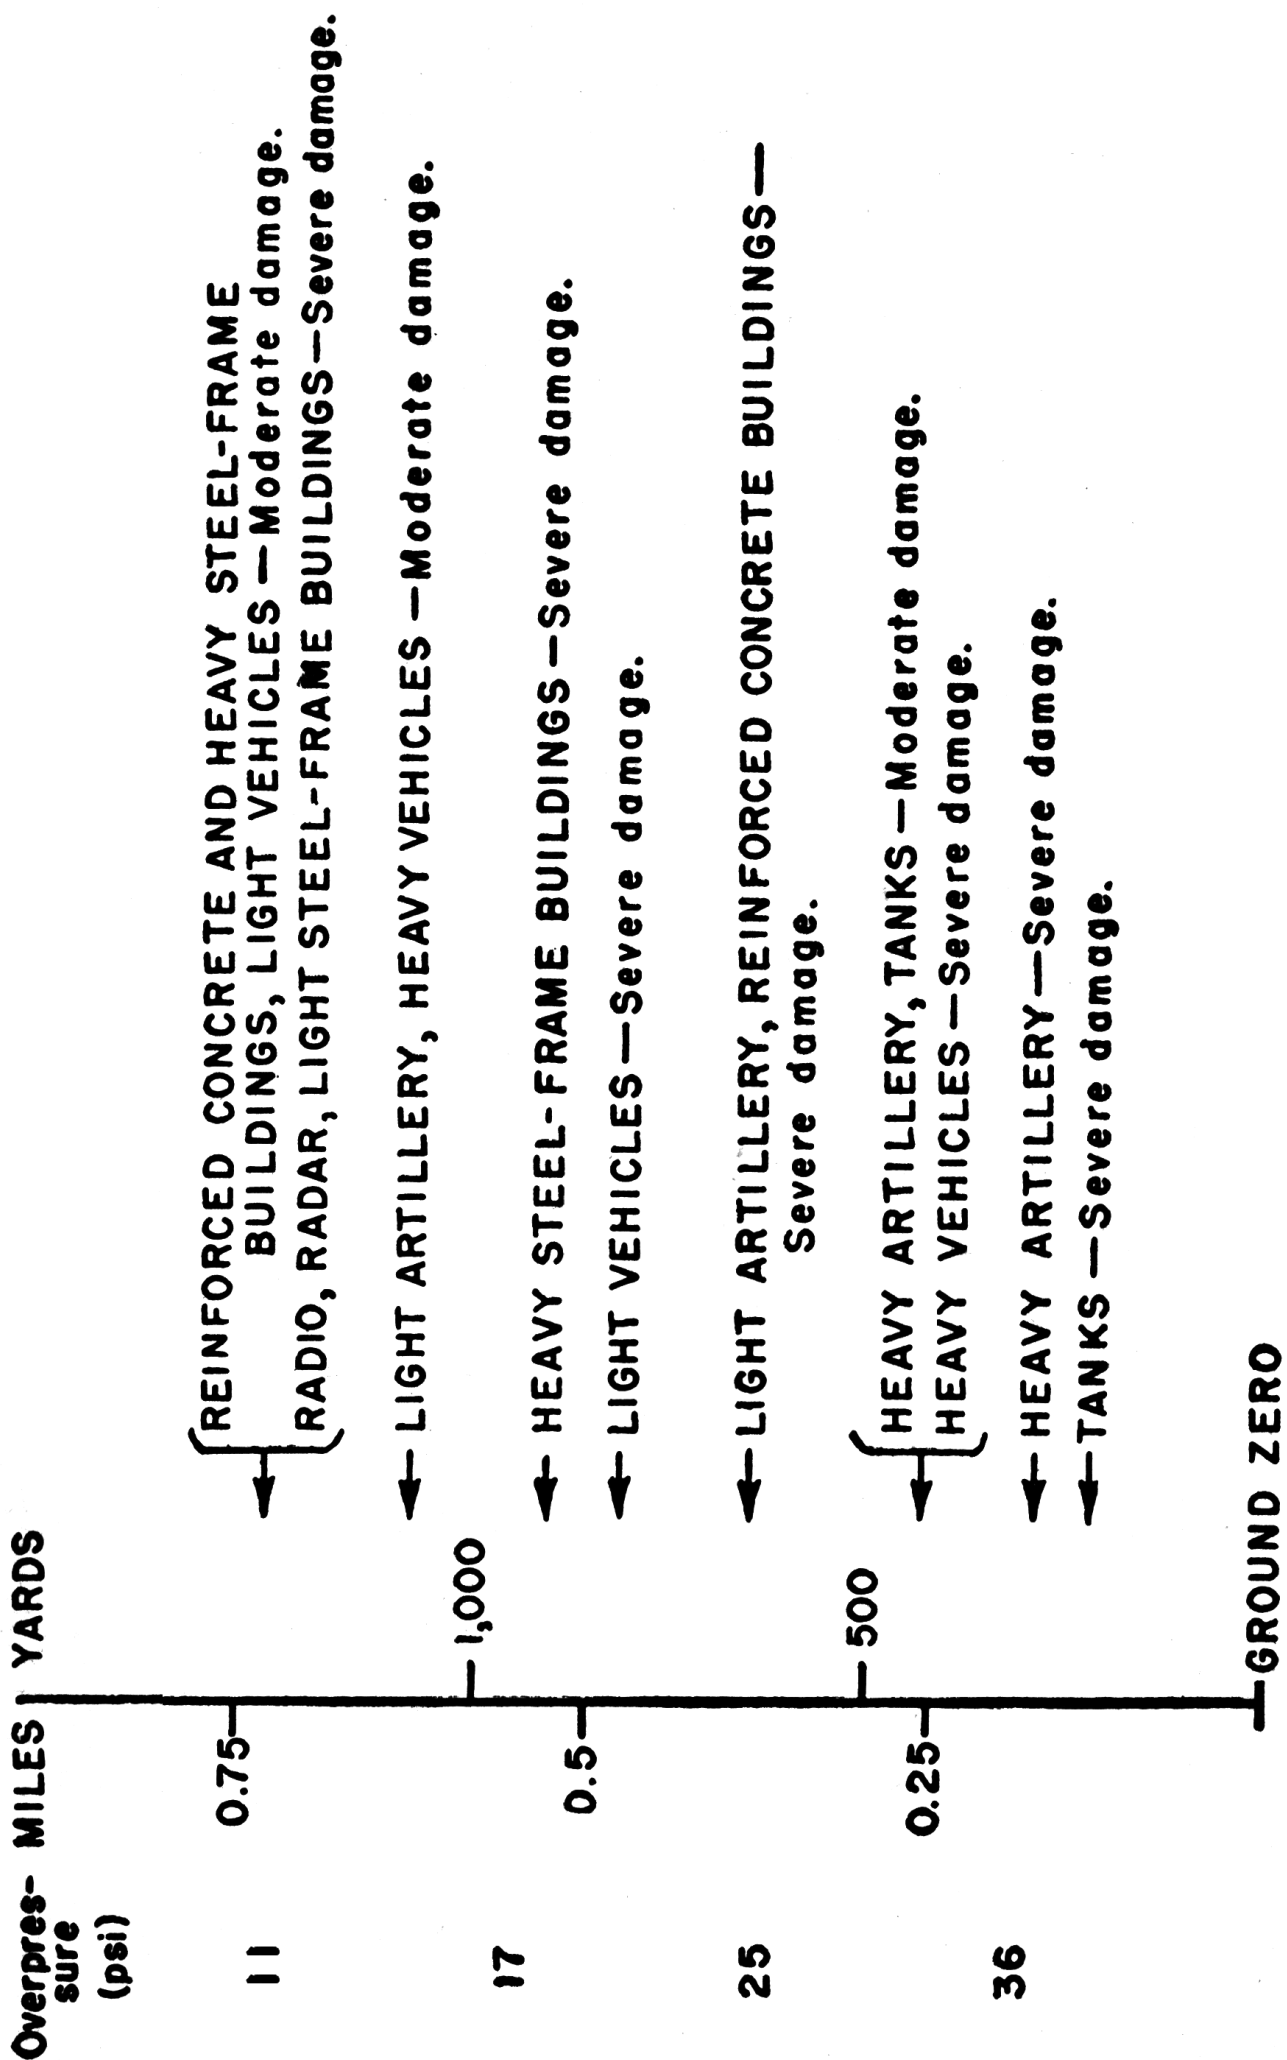 Overpres-
sure
(psi)
MILES
YARDS
11
0.75
REINFORCED CONCRETE AND HEAVY STEEL-FRAME
BUILDINGS, LIGHT VEHICLES—Moderate damage.
RADIO, RADAR, LIGHT STEEL-FRAME BUILDINGS—Severe damage.
LIGHT ARTILLERY, HEAVY VEHICLES—Moderate damage.
1,000
17
HEAVY STEEL-FRAME BUILDINGS—Severe damage.
0.5
LIGHT VEHICLES—Severe damage.
25
LIGHT ARTILLERY, REINFORCED CONCRETE BUILDINGS—
Severe damage.
500
HEAVY ARTILLERY, TANKS—Moderate damage.
HEAVY VEHICLES—Severe damage.
0.25
36
HEAVY ARTILLERY—Severe damage.
TANKS—Severe damage.
GROUND ZERO